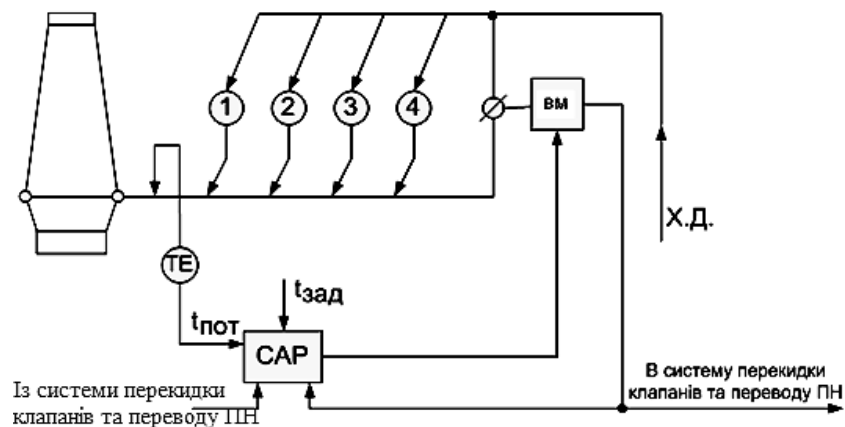 1
2
3
4
ВМ
Х.Д.
ТЕ
tзад
tпот
САР
Із системи перекидки
клапанів та переводу ПН
В систему перекидки
клапанів та переводу ПН